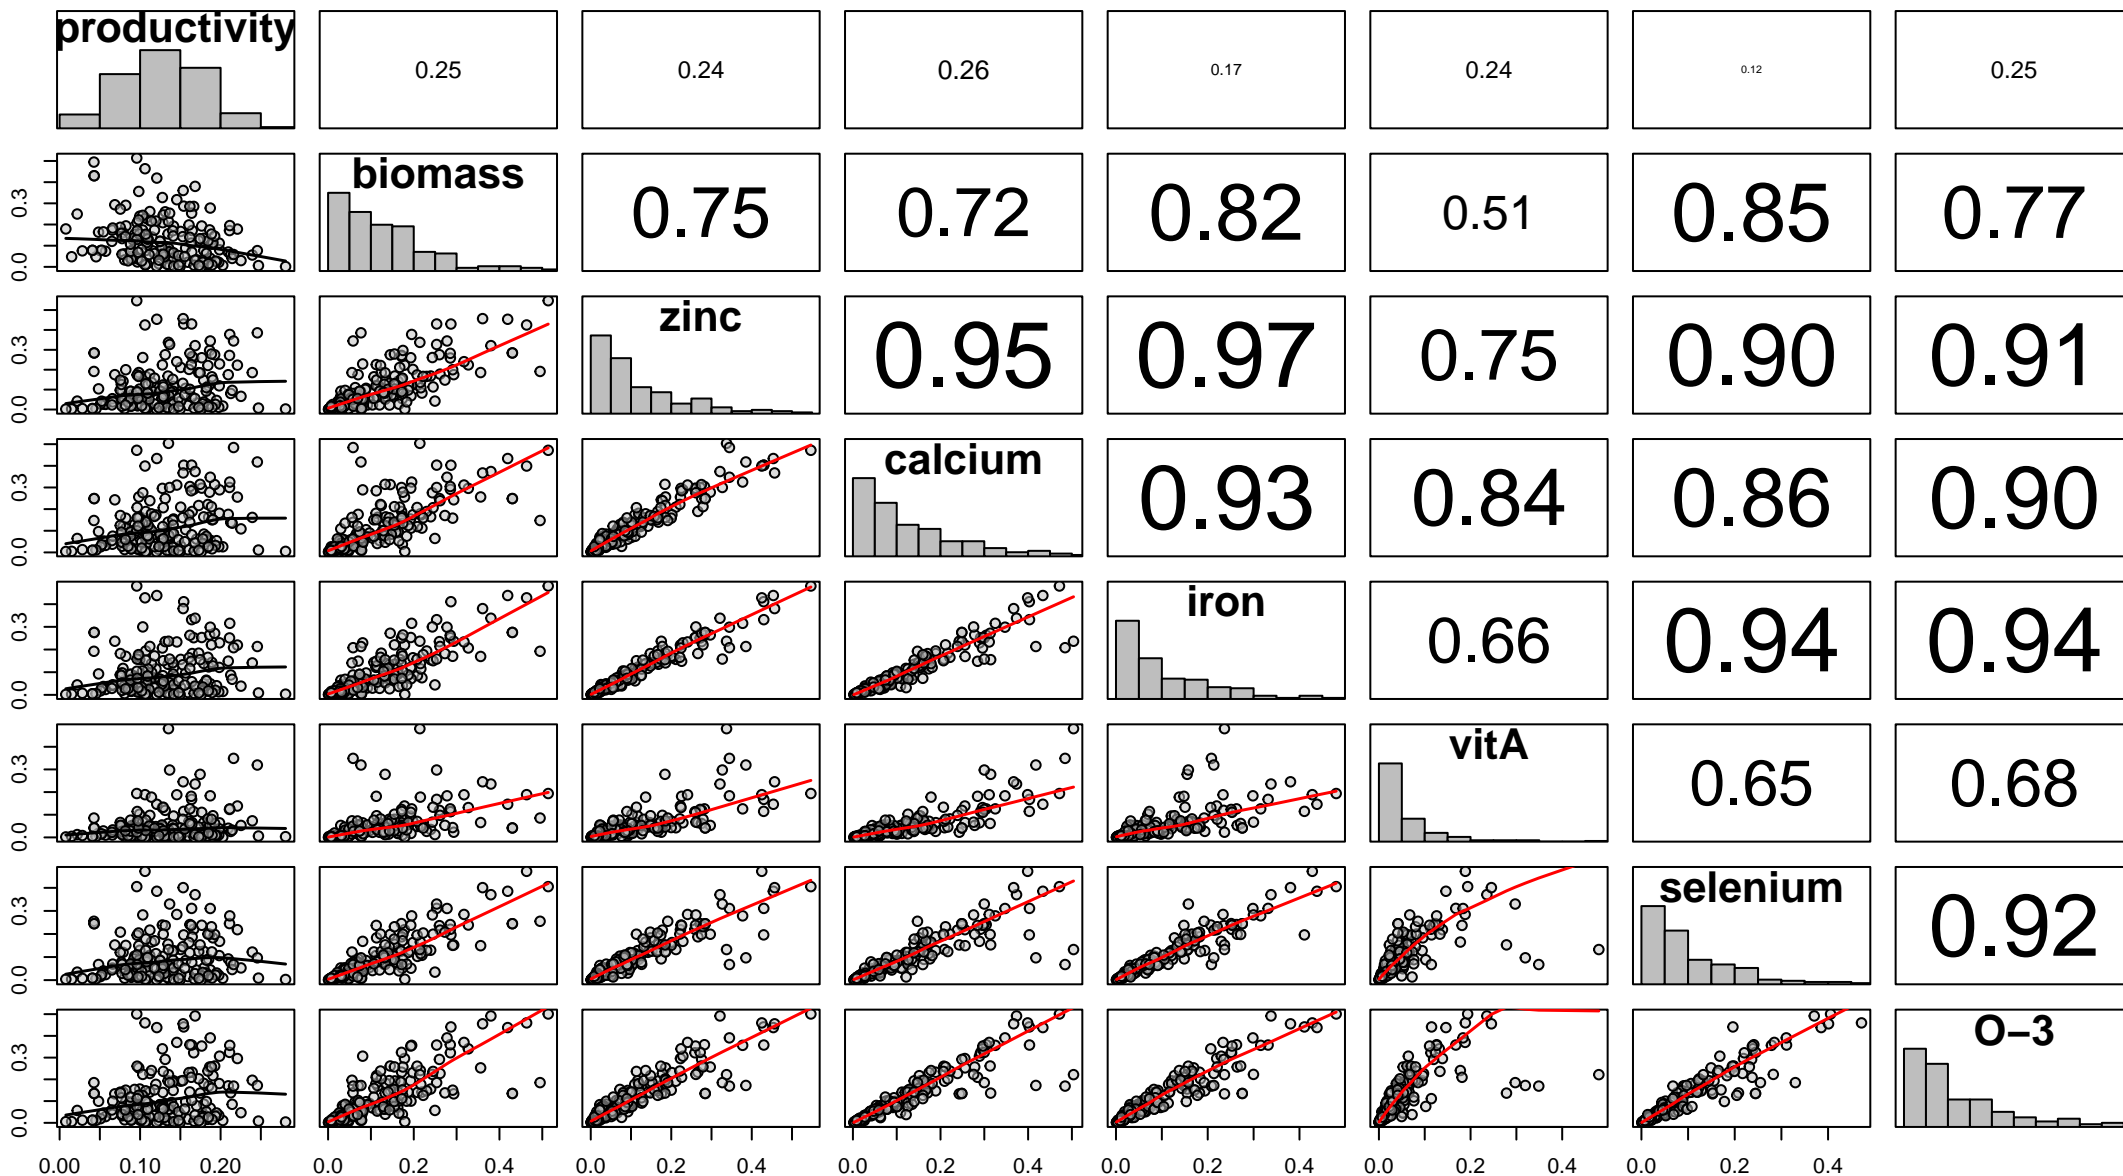 productivity 0.25 0.24 0.26 0.17 0.24 0.12 0.25
0.0 0.3 biomass 0.75 0.72 0.82 0.51 0.85 0.77
0.0 0.3 zinc 0.95 0.97 0.75 0.90 0.91
0.0 0.3 calcium 0.93 0.84 0.86 0.90
0.0 0.3 iron 0.66 0.94 0.94
0.0 0.3 vitA 0.65 0.68
0.0 0.3 selenium 0.92
0.0 0.3 O−3
0.00 0.10 0.20 0.0 0.2 0.4 0.0 0.2 0.4 0.0 0.2 0.4 0.0 0.2 0.4 0.0 0.2 0.4 0.0 0.2 0.4 0.0 0.2 0.4